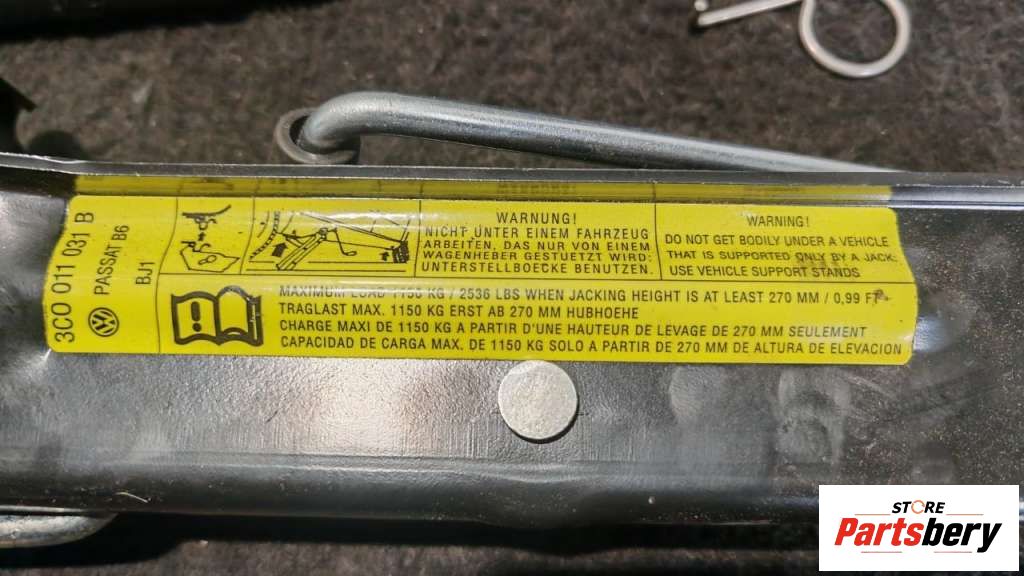 3C0 011 031 B
PASSAT B6
BJ1
WARNUNG!
NICHT UNTER EINEM FAHRZEUG
ARBEITEN, DAS NUR VON EINEM
WAGENHEBER GESTUETZT WIRD:
UNTERSTELLBOECKE BENUTZEN.
WARNING!
DO NOT GET BODILY UNDER A VEHICLE
THAT IS SUPPORTED ONLY BY A JACK:
USE VEHICLE SUPPORT STANDS
MAXIMUM LOAD 1150 KG / 2536 LBS WHEN JACKING HEIGHT IS AT LEAST 270 MM / 0,99 FT
TRAGLAST MAX. 1150 KG ERST AB 270 MM HUBHOEHE
CHARGE MAXI DE 1150 KG A PARTIR D'UNE HAUTEUR DE LEVAGE DE 270 MM SEULEMENT
CAPACIDAD DE CARGA MAX. DE 1150 KG SOLO A PARTIR DE 270 MM DE ALTURA DE ELEVACION
STORE
Partsbery